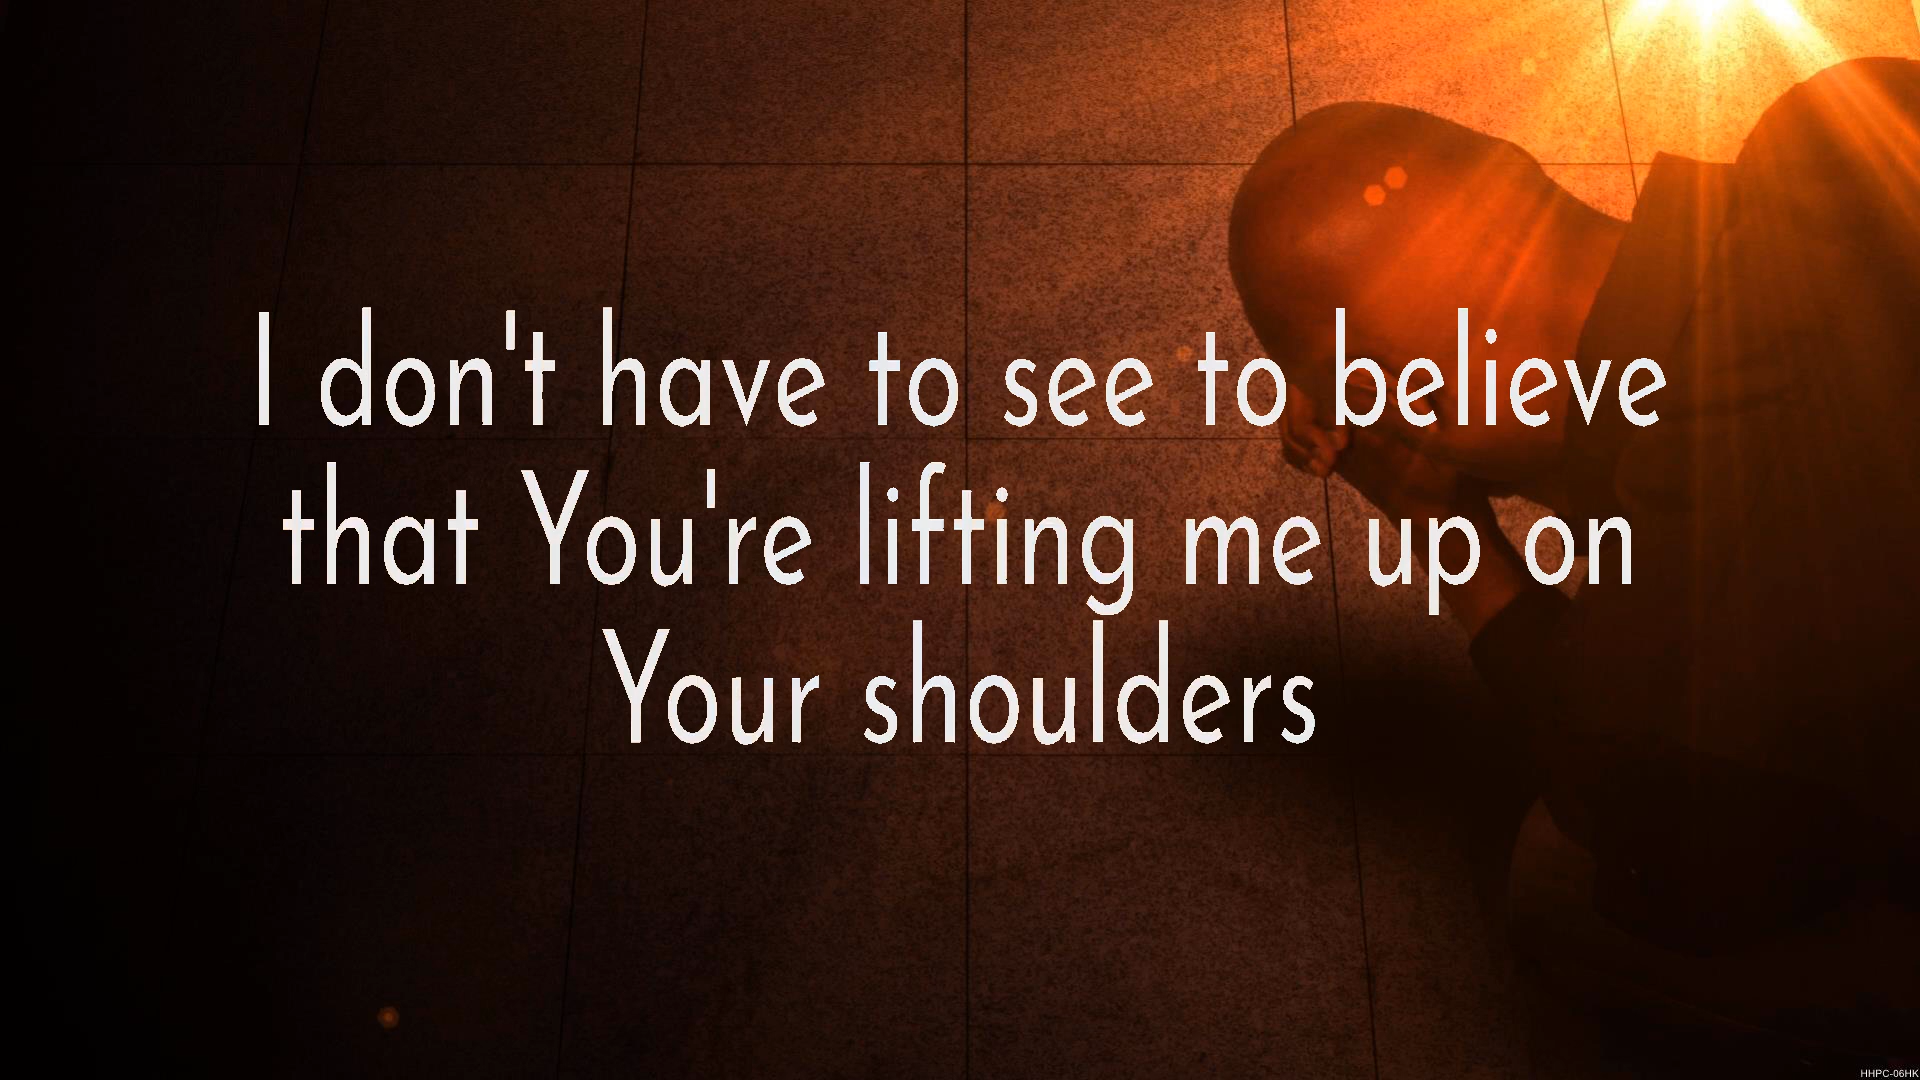 I don't have to see to believe
that You're lifting me up on
Your shoulders
HHPC-06HK